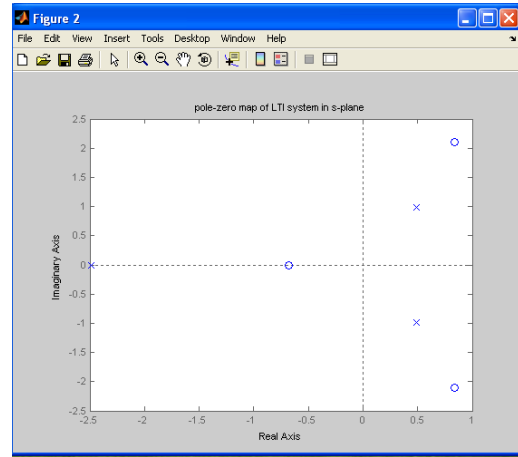 Figure 2
File Edit View Insert Tools Desktop Window Help
pole-zero map of LTI system in s-plane
2.5
2
1.5
1
0.5
0
-0.5
-1
-1.5
-2
-2.5
Imaginary Axis
-2.5 -2 -1.5 -1 -0.5 0 0.5 1
Real Axis